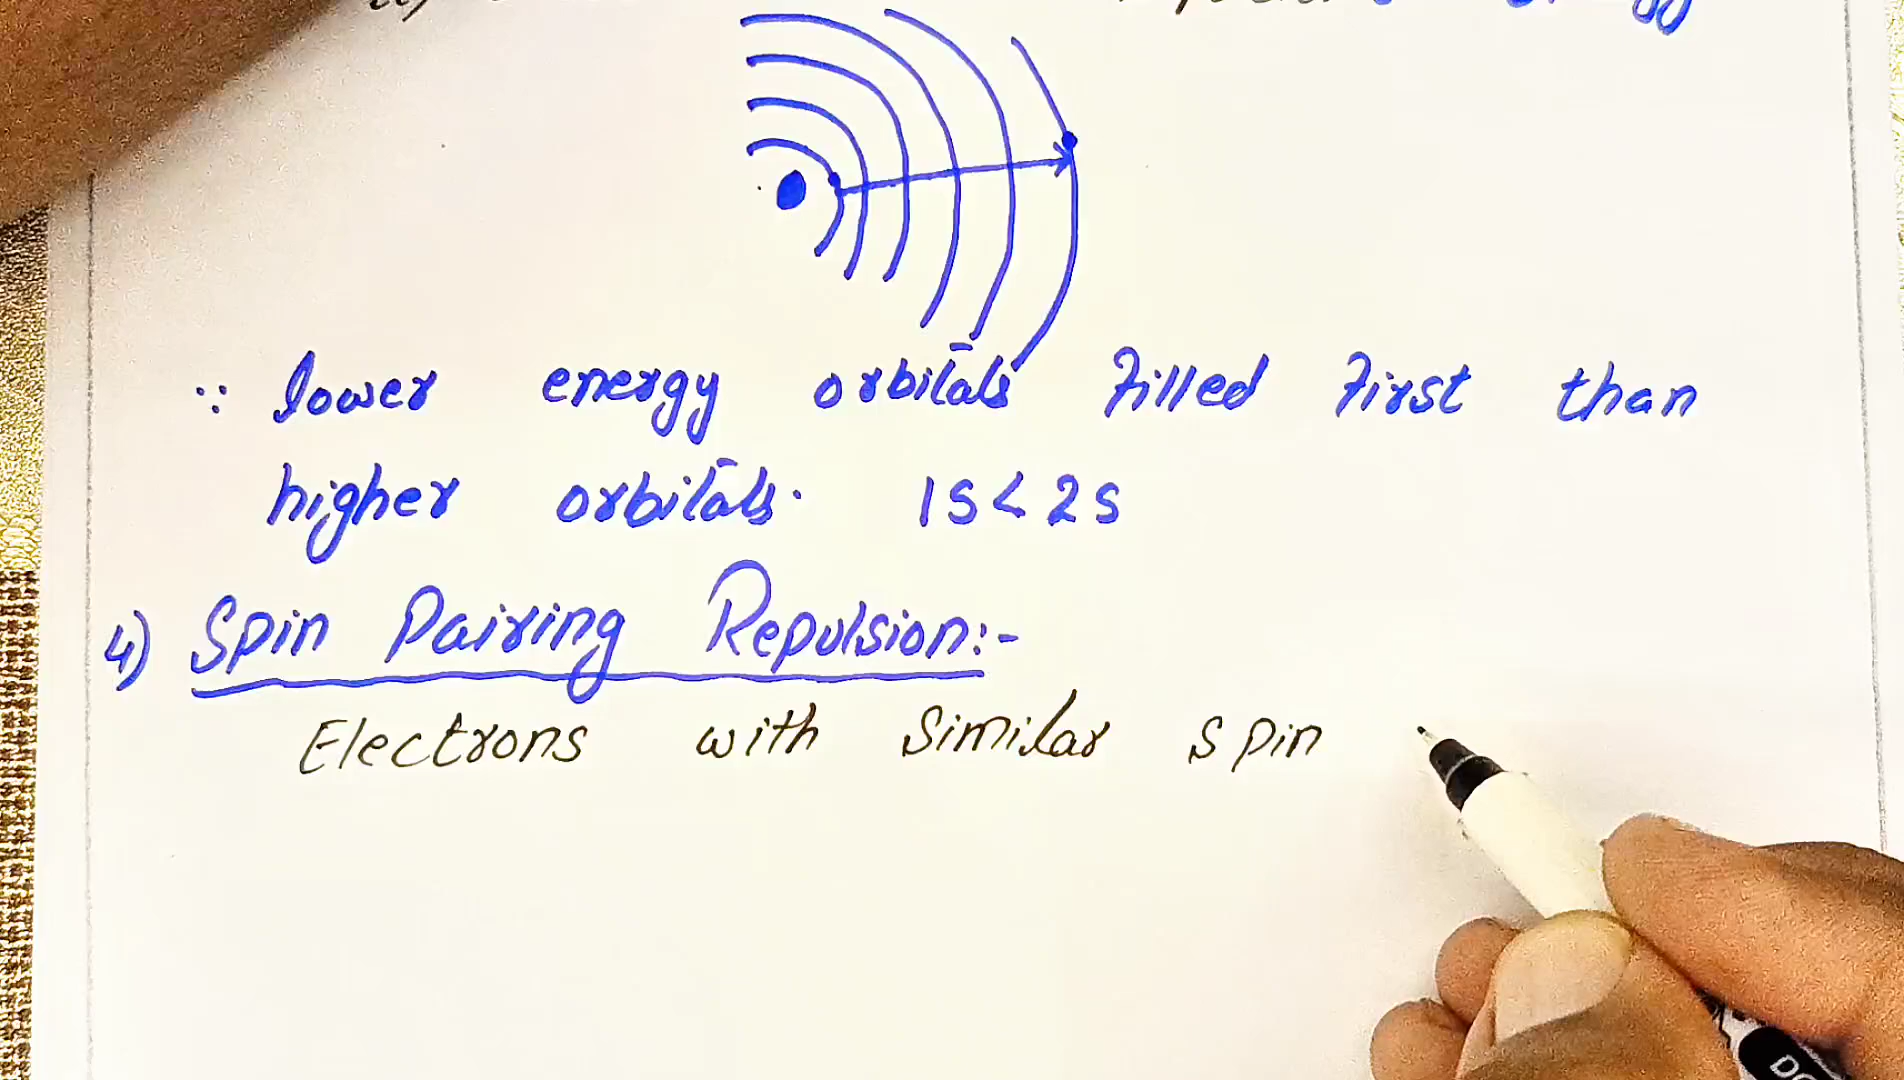 ∵ lower energy orbitals filled first than
higher orbitals. 1s < 2s
4) Spin Pairing Repulsion:-
Electrons with Similar spin